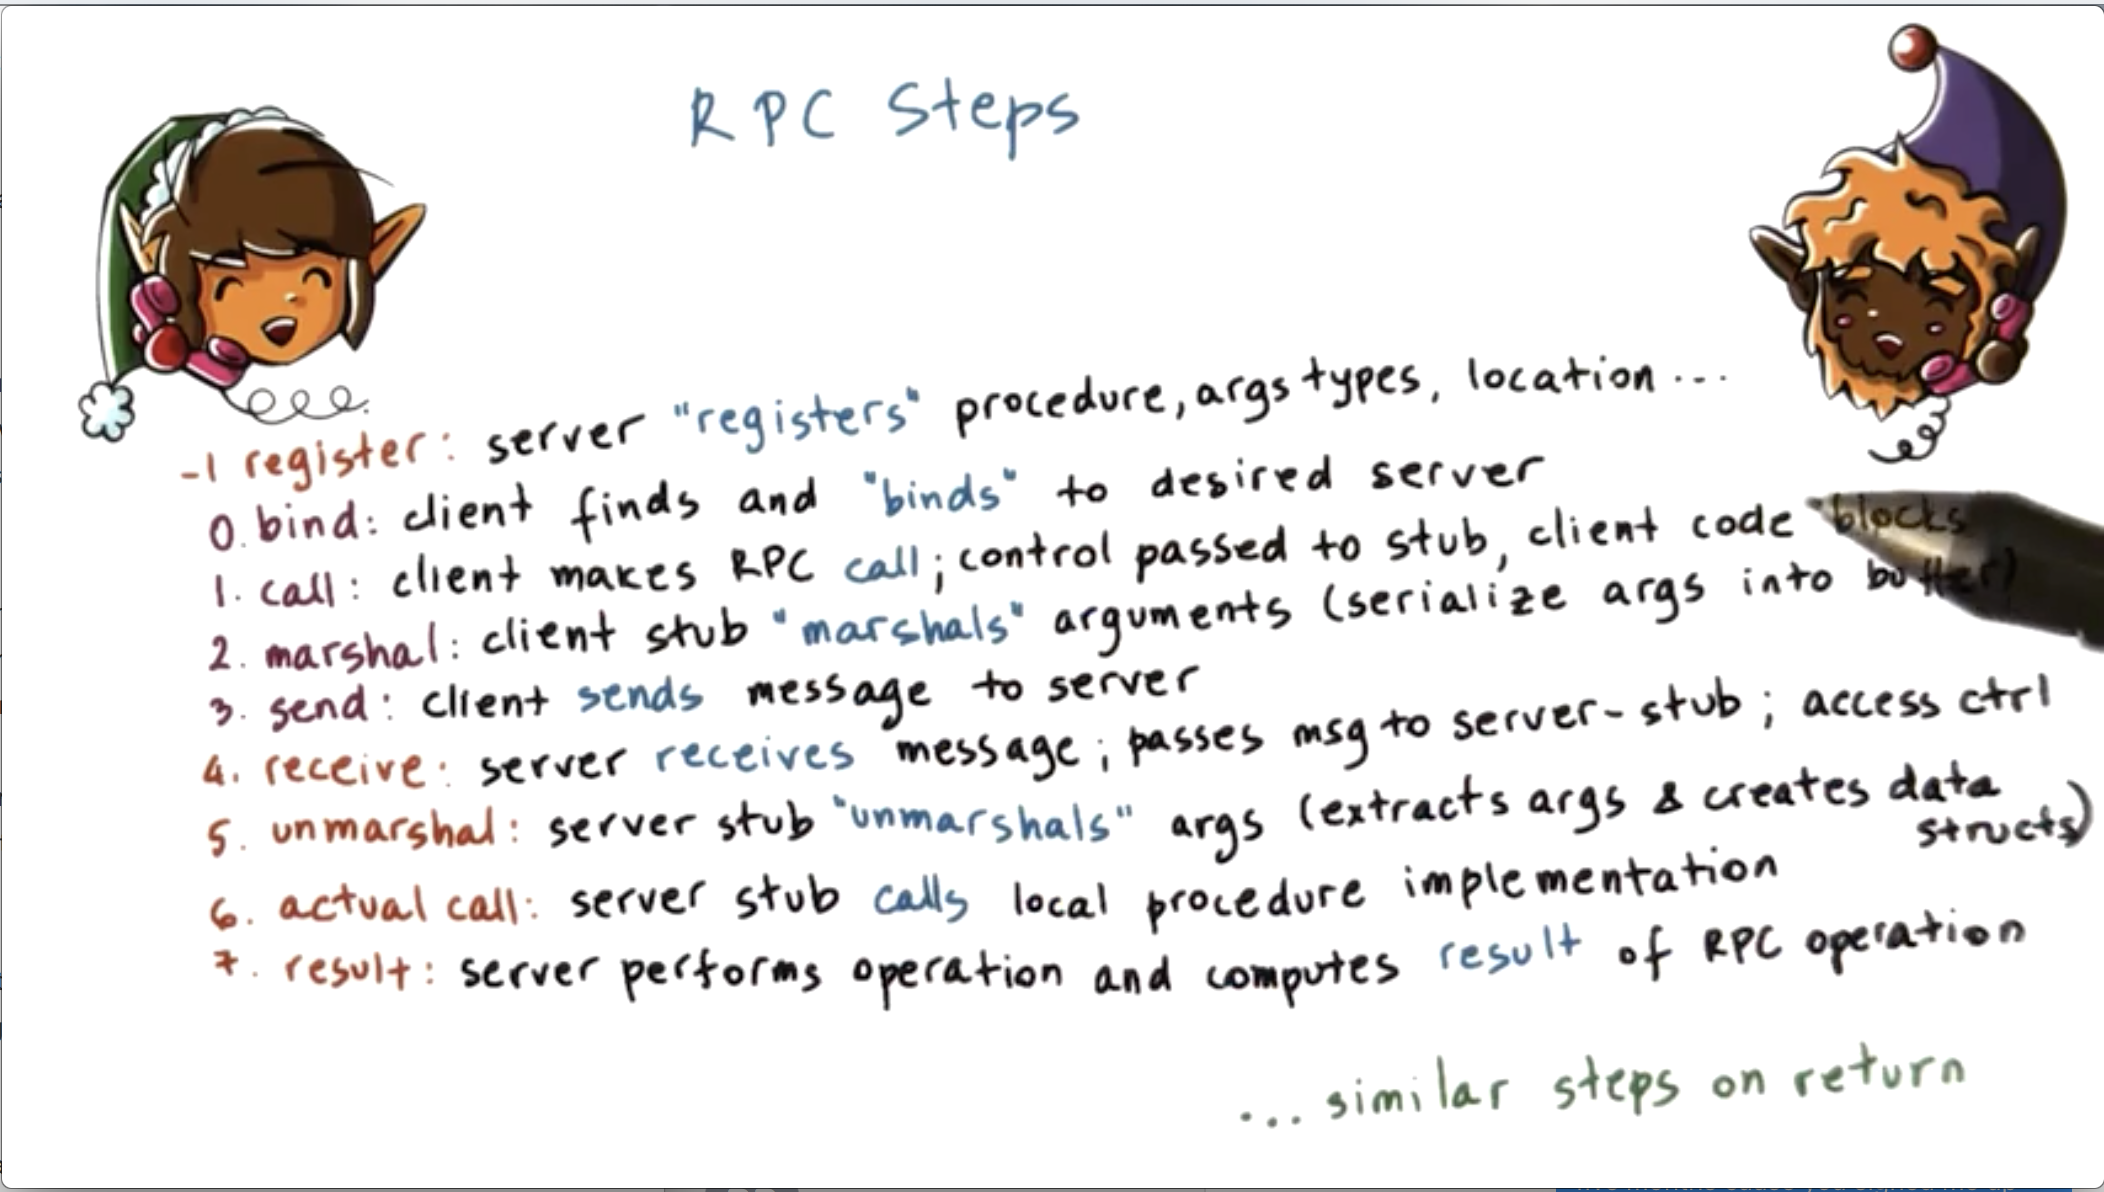 RPC Steps
-1 register: server "registers" procedure, args types, location ...
0. bind: client finds and "binds" to desired server
1. call: client makes RPC call; control passed to stub, client code blocks
2. marshal: client stub "marshals" arguments (serialize args into buffer)
3. send: client sends message to server
4. receive: server receives message; passes msg to server-stub; access ctrl
5. unmarshal: server stub "unmarshals" args (extracts args & creates data
structs)
6. actual call: server stub calls local procedure implementation
7. result: server performs operation and computes result of RPC operation
... similar steps on return